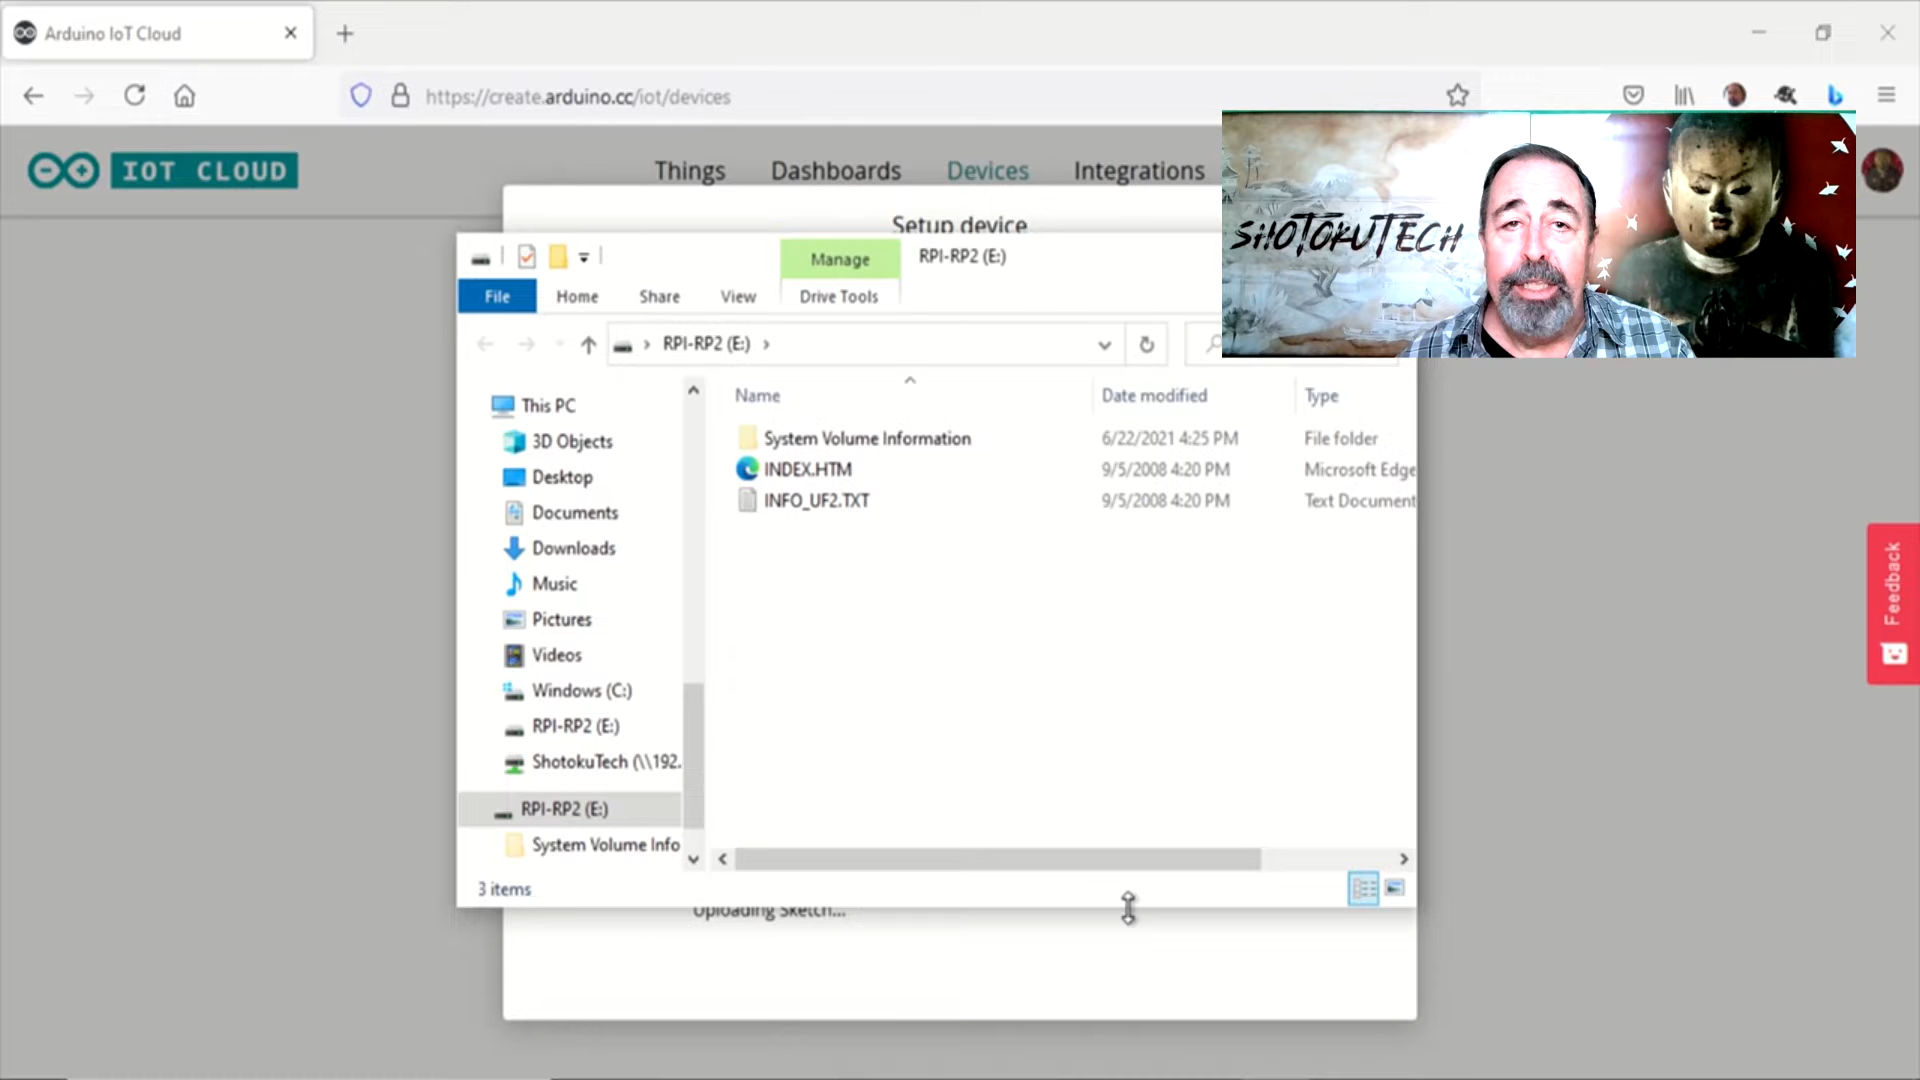 Arduino IoT Cloud
https://create.arduino.cc/iot/devices
IOT CLOUD
Things Dashboards Devices Integrations
SHOTOKUTECH
Setup device
Manage RPI-RP2 (E:)
File Home Share View Drive Tools
RPI-RP2 (E:)
Name Date modified Type
This PC
3D Objects
Desktop
Documents
Downloads
Music
Pictures
Videos
Windows (C:)
RPI-RP2 (E:)
ShotokuTech (\\192.
RPI-RP2 (E:)
System Volume Info
System Volume Information 6/22/2021 4:25 PM File folder
INDEX.HTM 9/5/2008 4:20 PM Microsoft Edge
INFO_UF2.TXT 9/5/2008 4:20 PM Text Document
3 items
Uploading Sketch...
Feedback